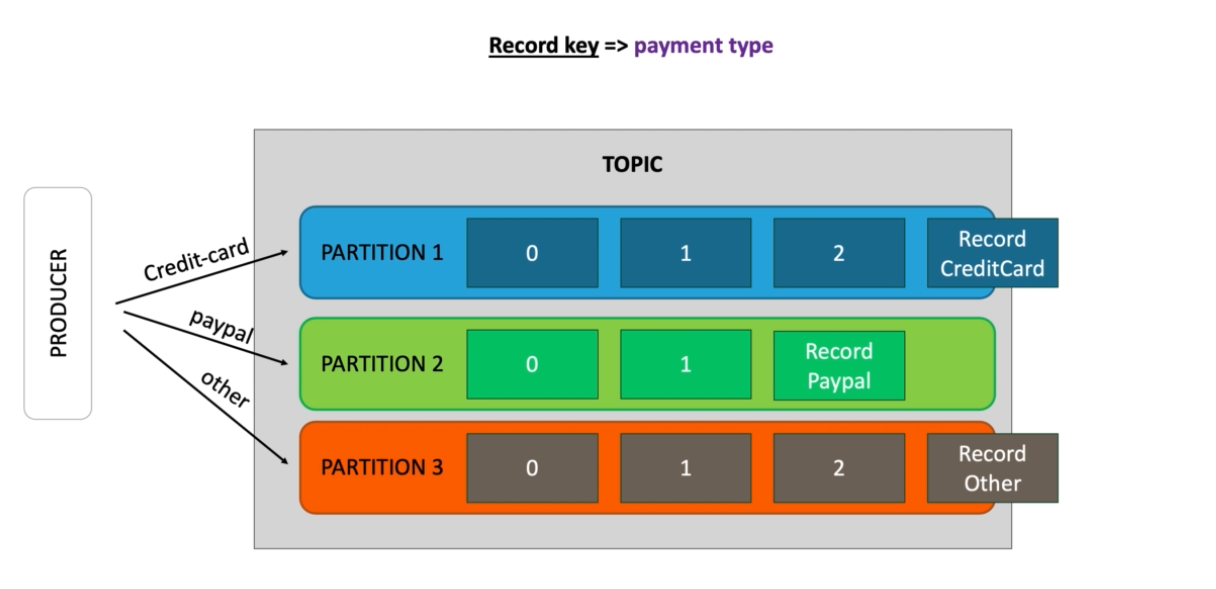 Record key => payment type
TOPIC
PRODUCER
Credit-card
paypal
other
PARTITION 1
0
1
2
Record
CreditCard
PARTITION 2
0
1
Record
Paypal
PARTITION 3
0
1
2
Record
Other